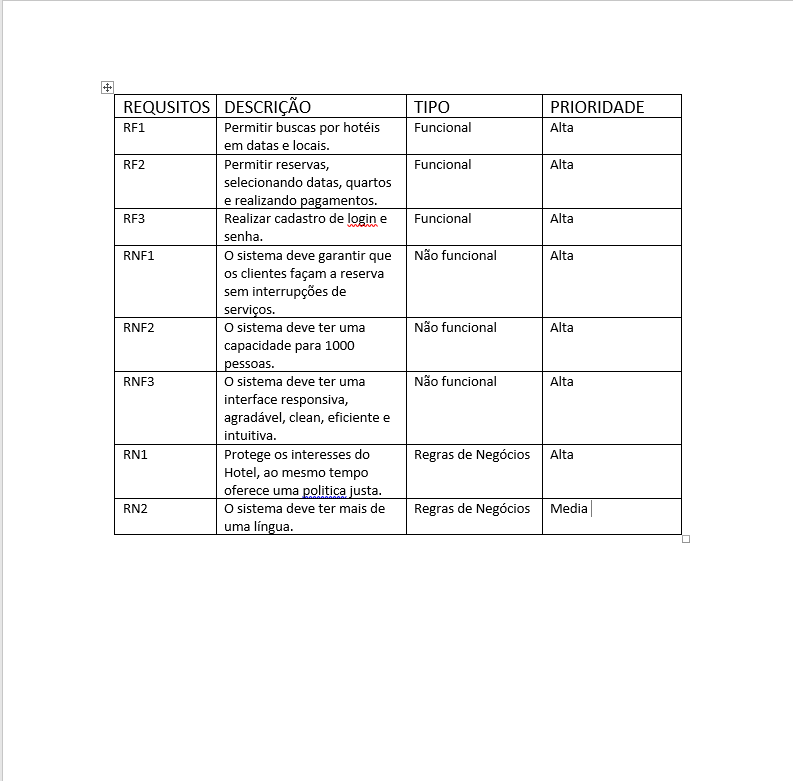 REQUSITOS DESCRIÇÃO TIPO PRIORIDADE
RF1 Permitir buscas por hotéis Funcional Alta
em datas e locais.
RF2 Permitir reservas, Funcional Alta
selecionando datas, quartos
e realizando pagamentos.
RF3 Realizar cadastro de login e Funcional Alta
senha.
RNF1 O sistema deve garantir que Não funcional Alta
os clientes façam a reserva
sem interrupções de
serviços.
RNF2 O sistema deve ter uma Não funcional Alta
capacidade para 1000
pessoas.
RNF3 O sistema deve ter uma Não funcional Alta
interface responsiva,
agradável, clean, eficiente e
intuitiva.
RN1 Protege os interesses do Regras de Negócios Alta
Hotel, ao mesmo tempo
oferece uma politica justa.
RN2 O sistema deve ter mais de Regras de Negócios Media
uma língua.